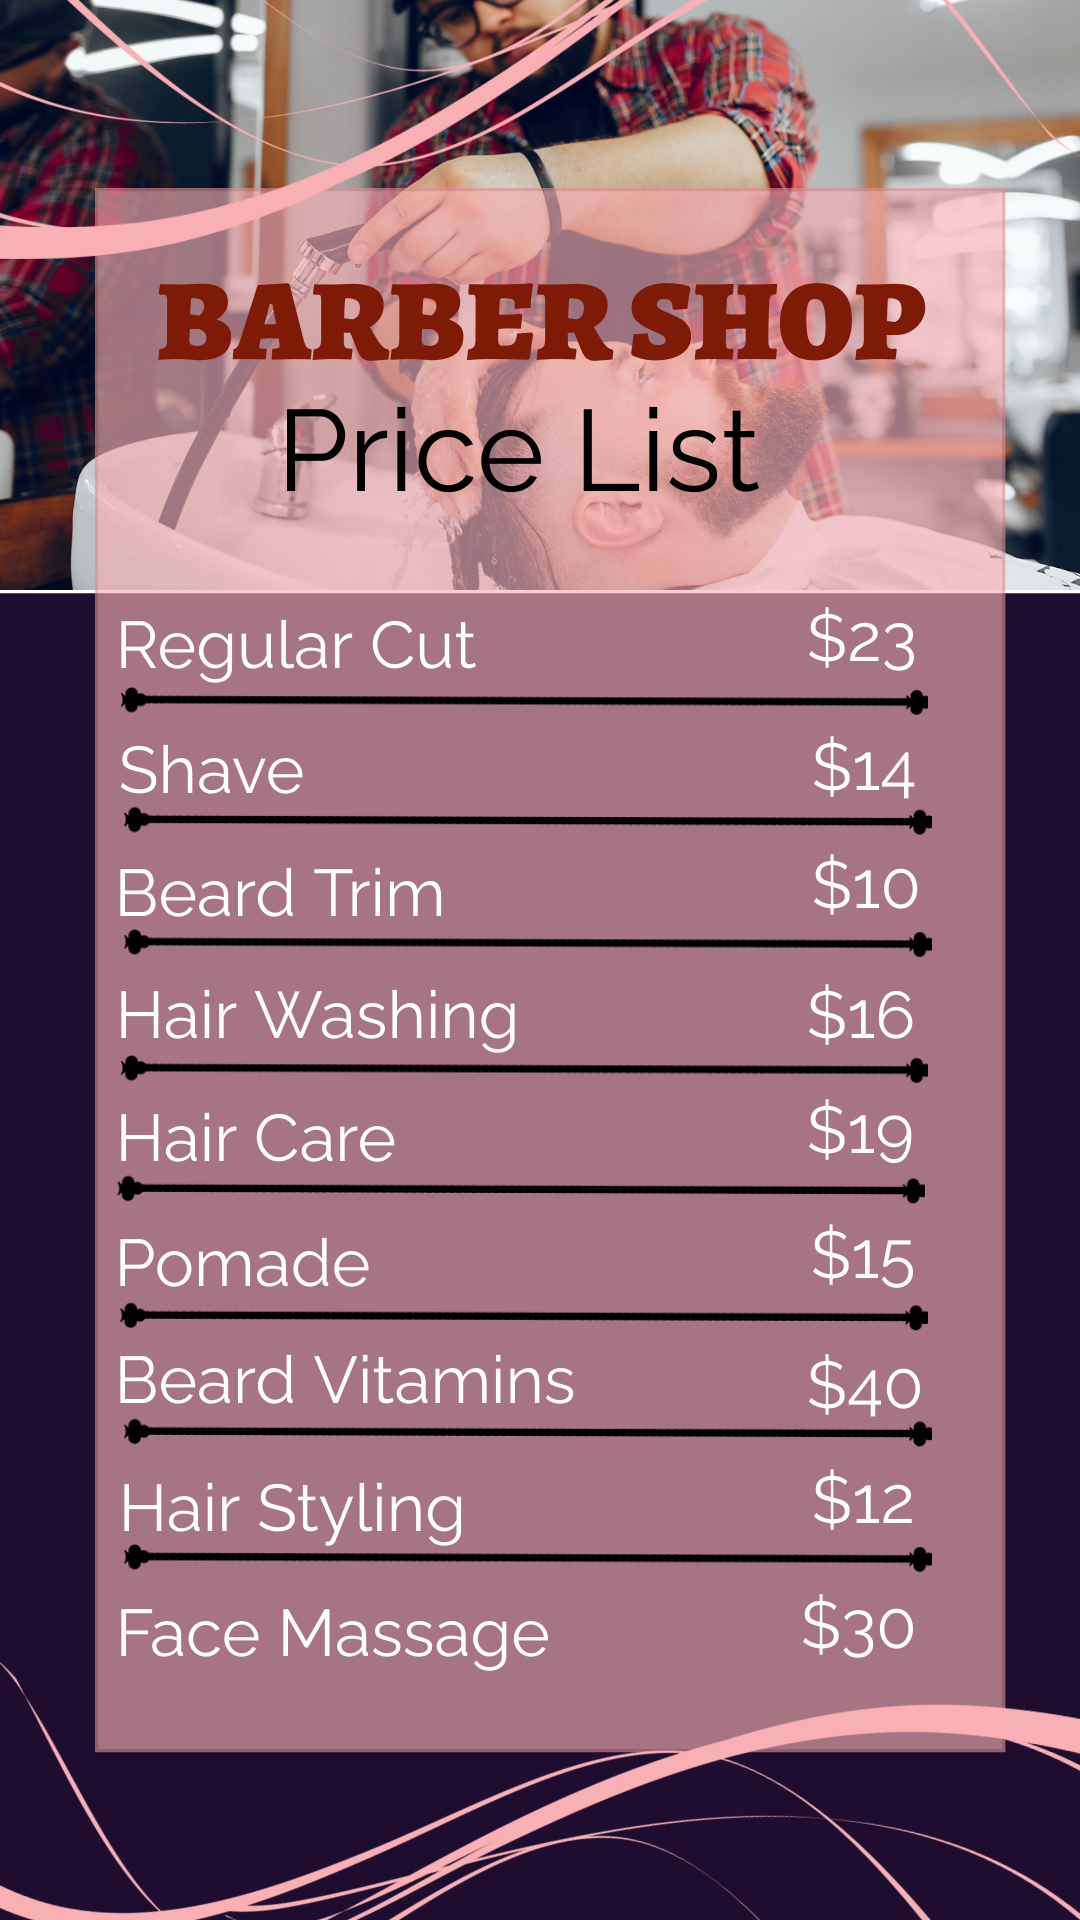 BARBER SHOP
Price List
Regular Cut $23
Shave $14
Beard Trim $10
Hair Washing $16
Hair Care $19
Pomade $15
Beard Vitamins $40
Hair Styling $12
Face Massage $30